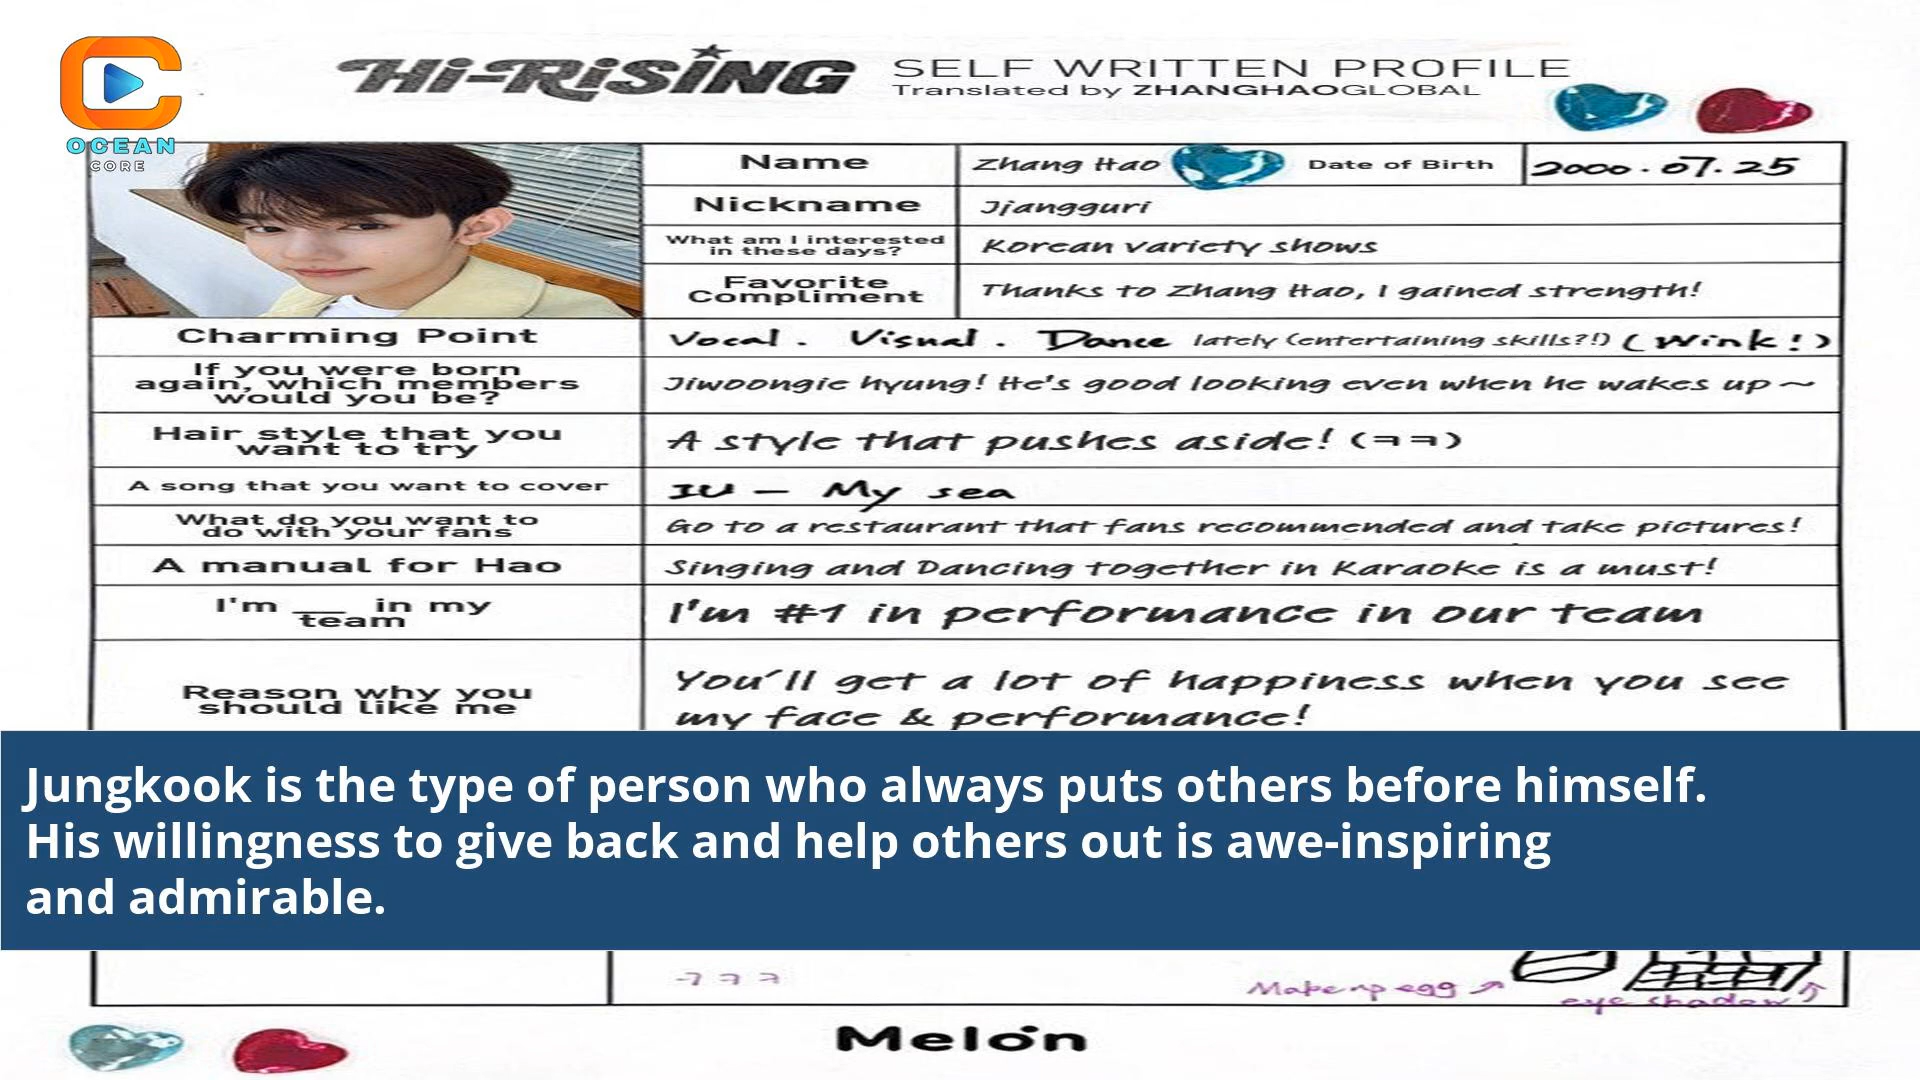 OCEAN
CORE
Hi-RiSiNG
SELF WRITTEN PROFILE
Translated by ZHANGHAOGLOBAL
Name
Zhang Hao
Date of Birth
2000.07.25
Nickname
Jjangguri
What am I interested
in these days?
Korean variety shows
Favorite
Compliment
Thanks to Zhang Hao, I gained strength!
Charming Point
Vocal. Visual. Dance lately (entertaining skills?!) (Wink!)
If you were born
again, which members
would you be?
Jiwoongie hyung! He's good looking even when he wakes up ~
Hair style that you
want to try
A style that pushes aside! (ㅋㅋ)
A song that you want to cover
IU - My sea
What do you want to
do with your fans
Go to a restaurant that fans recommended and take pictures!
A manual for Hao
Singing and Dancing together in Karaoke is a must!
I'm ___ in my
team
I'm #1 in performance in our team
Reason why you
should like me
You'll get a lot of happiness when you see
my face & performance!
Jungkook is the type of person who always puts others before himself.
His willingness to give back and help others out is awe-inspiring
and admirable.
ㅋㅋㅋ
Makeup egg
eye shadow
Melon